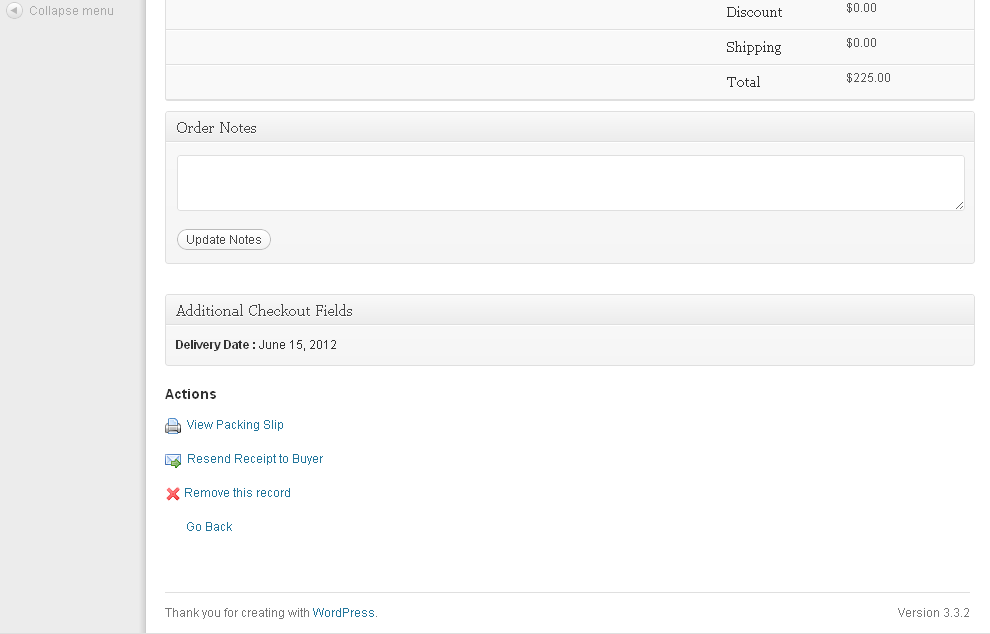 Collapse menu
Discount $0.00
Shipping $0.00
Total $225.00
Order Notes
Update Notes
Additional Checkout Fields
Delivery Date : June 15, 2012
Actions
View Packing Slip
Resend Receipt to Buyer
Remove this record
Go Back
Thank you for creating with WordPress. Version 3.3.2